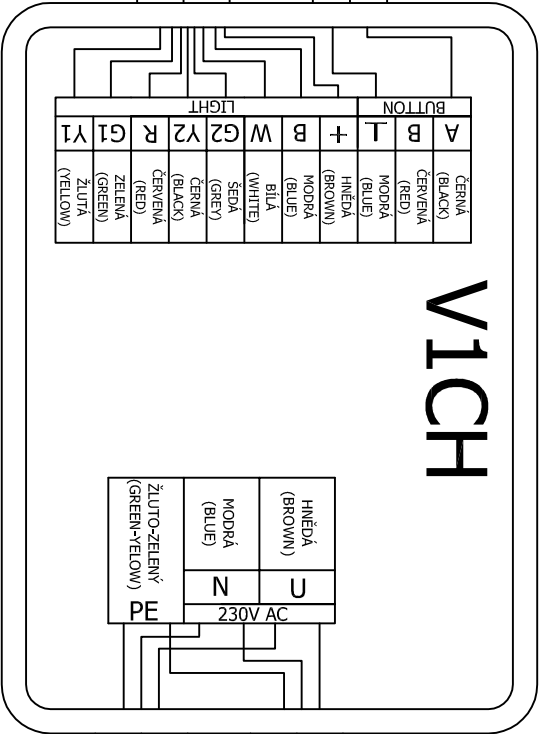 BUTTON
LIGHT
A
B
⊥
+
B
W
G2
Y2
R
G1
Y1
ČERNÁ
(BLACK)
ČERVENÁ
(RED)
MODRÁ
(BLUE)
HNĚDÁ
(BROWN)
MODRÁ
(BLUE)
BÍLÁ
(WHITE)
ŠEDÁ
(GREY)
ČERNÁ
(BLACK)
ČERVENÁ
(RED)
ZELENÁ
(GREEN)
ŽLUTÁ
(YELLOW)
V1CH
ŽLUTO-ZELENÝ
(GREEN-YELOW)
PE
MODRÁ
(BLUE)
N
HNĚDÁ
(BROWN)
U
230V AC